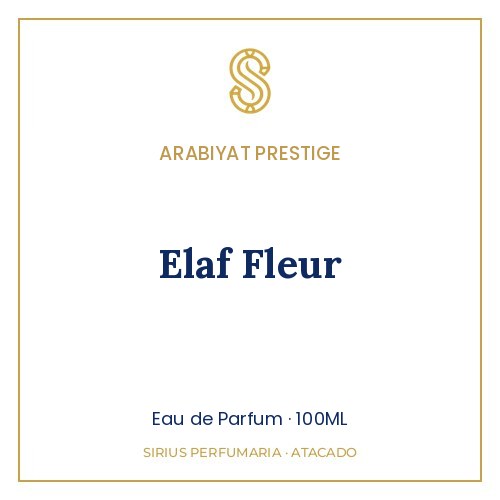 ARABIYAT PRESTIGE
Elaf Fleur
Eau de Parfum · 100ML
SIRIUS PERFUMARIA · ATACADO